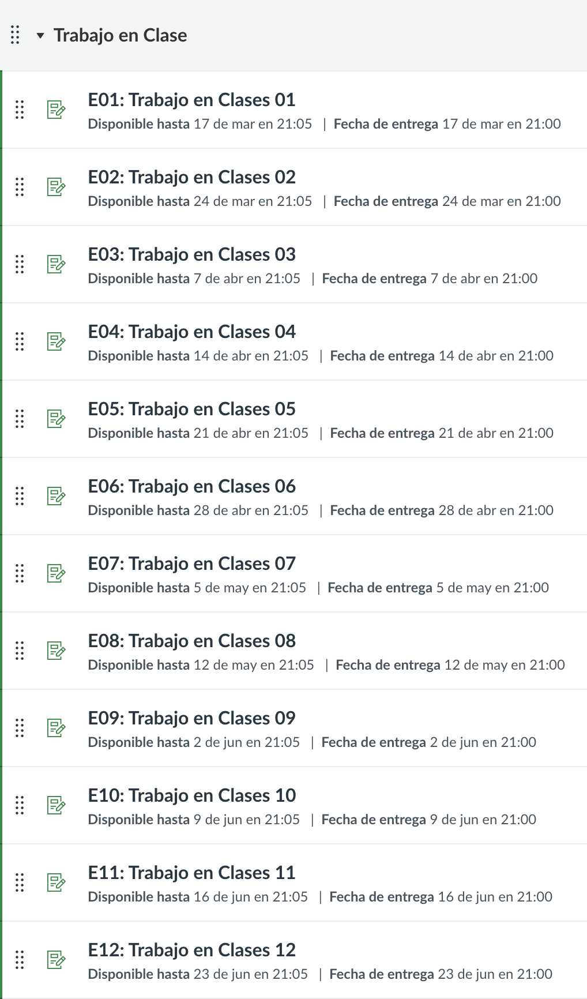 Trabajo en Clase
E01: Trabajo en Clases 01
Disponible hasta 17 de mar en 21:05 | Fecha de entrega 17 de mar en 21:00
E02: Trabajo en Clases 02
Disponible hasta 24 de mar en 21:05 | Fecha de entrega 24 de mar en 21:00
E03: Trabajo en Clases 03
Disponible hasta 7 de abr en 21:05 | Fecha de entrega 7 de abr en 21:00
E04: Trabajo en Clases 04
Disponible hasta 14 de abr en 21:05 | Fecha de entrega 14 de abr en 21:00
E05: Trabajo en Clases 05
Disponible hasta 21 de abr en 21:05 | Fecha de entrega 21 de abr en 21:00
E06: Trabajo en Clases 06
Disponible hasta 28 de abr en 21:05 | Fecha de entrega 28 de abr en 21:00
E07: Trabajo en Clases 07
Disponible hasta 5 de may en 21:05 | Fecha de entrega 5 de may en 21:00
E08: Trabajo en Clases 08
Disponible hasta 12 de may en 21:05 | Fecha de entrega 12 de may en 21:00
E09: Trabajo en Clases 09
Disponible hasta 2 de jun en 21:05 | Fecha de entrega 2 de jun en 21:00
E10: Trabajo en Clases 10
Disponible hasta 9 de jun en 21:05 | Fecha de entrega 9 de jun en 21:00
E11: Trabajo en Clases 11
Disponible hasta 16 de jun en 21:05 | Fecha de entrega 16 de jun en 21:00
E12: Trabajo en Clases 12
Disponible hasta 23 de jun en 21:05 | Fecha de entrega 23 de jun en 21:00